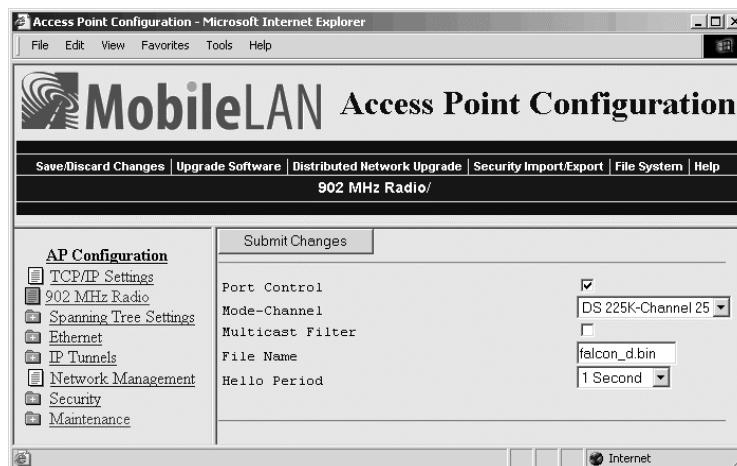 Access Point Configuration - Microsoft Internet Explorer
File Edit View Favorites Tools Help
MobileLAN Access Point Configuration
Save/Discard Changes | Upgrade Software | Distributed Network Upgrade | Security Import/Export | File System | Help
902 MHz Radio/
AP Configuration
TCP/IP Settings
902 MHz Radio
Spanning Tree Settings
Ethernet
IP Tunnels
Network Management
Security
Maintenance
Submit Changes
Port Control
Mode-Channel DS 225K-Channel 25
Multicast Filter
File Name falcon_d.bin
Hello Period 1 Second
Internet